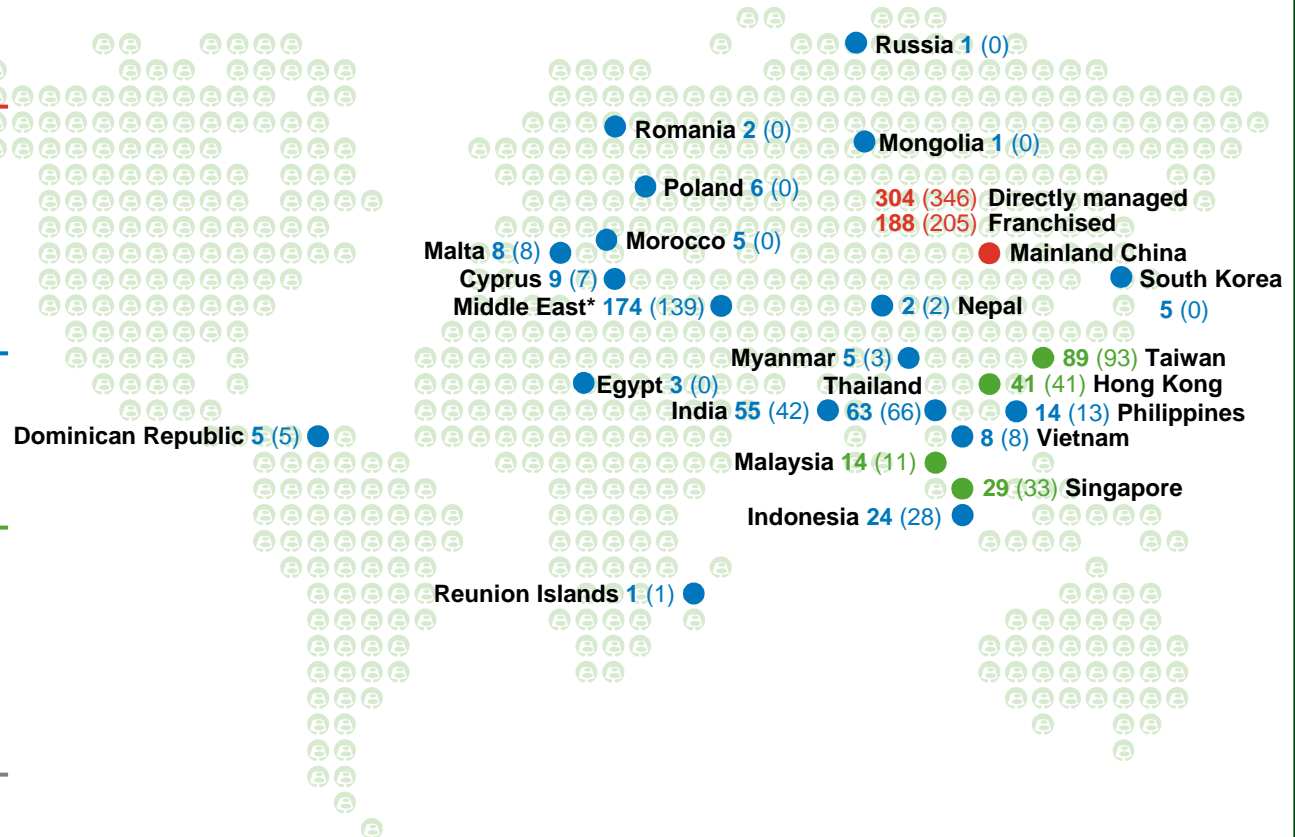 Russia 1 (0)
Romania 2 (0)
Mongolia 1 (0)
Poland 6 (0)
304 (346) Directly managed
188 (205) Franchised
Mainland China
Malta 8 (8)
Morocco 5 (0)
Cyprus 9 (7)
South Korea
5 (0)
Middle East* 174 (139)
2 (2) Nepal
Myanmar 5 (3)
89 (93) Taiwan
Egypt 3 (0)
Thailand
63 (66)
41 (41) Hong Kong
India 55 (42)
14 (13) Philippines
Dominican Republic 5 (5)
8 (8) Vietnam
Malaysia 14 (11)
29 (33) Singapore
Indonesia 24 (28)
Reunion Islands 1 (1)